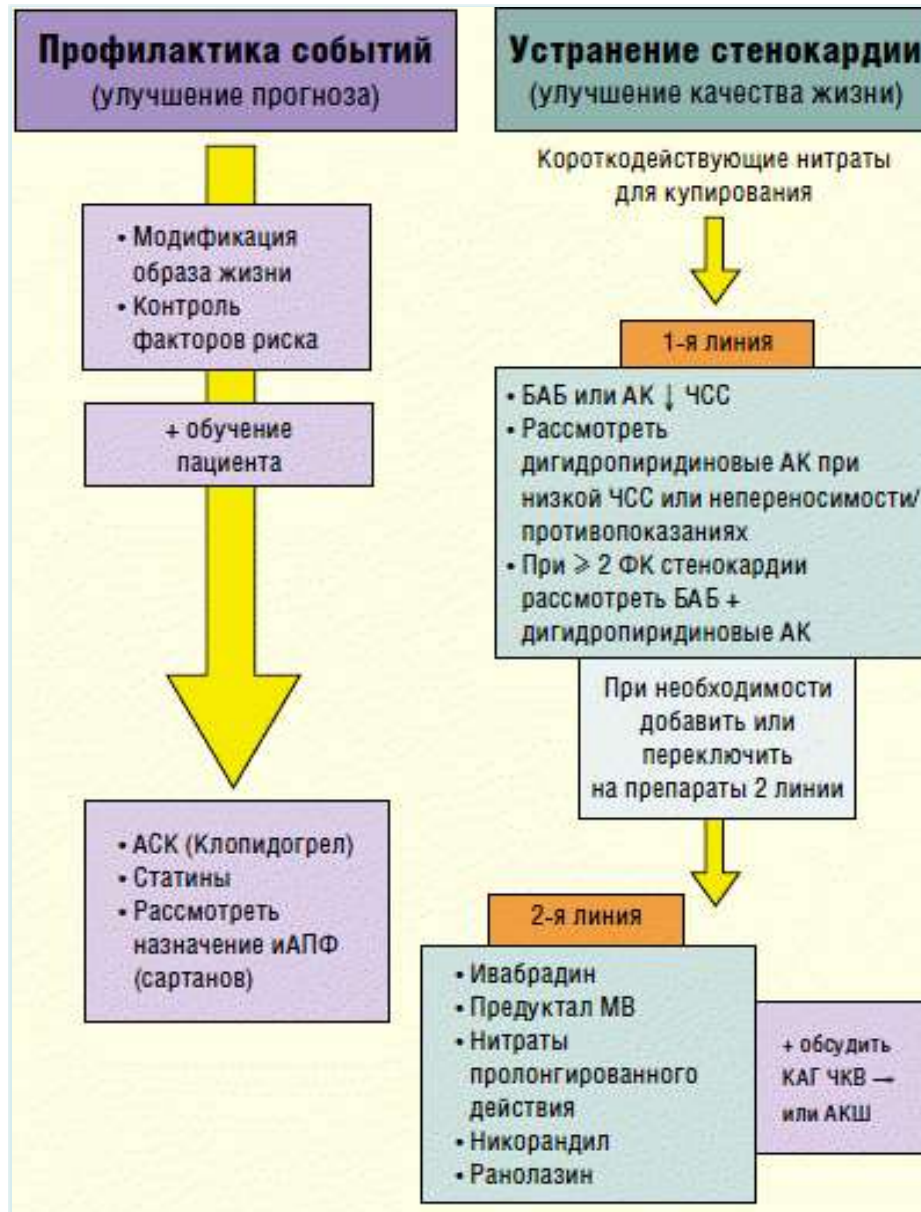 Профилактика событий
(улучшение прогноза)
• Модификация
образа жизни
• Контроль
факторов риска
+ обучение
пациента
• АСК (Клопидогрел)
• Статины
• Рассмотреть
назначение иАПФ
(сартанов)
Устранение стенокардии
(улучшение качества жизни)
Короткодействующие нитраты
для купирования
1-я линия
• БАБ или АК ↓ ЧСС
• Рассмотреть
дигидропиридиновые АК при
низкой ЧСС или непереносимости/
противопоказаниях
• При ⩾ 2 ФК стенокардии
рассмотреть БАБ +
дигидропиридиновые АК
При необходимости
добавить или
переключить
на препараты 2 линии
2-я линия
• Ивабрадин
• Предуктал МВ
• Нитраты
пролонгированного
действия
• Никорандил
• Ранолазин
+ обсудить
КАГ ЧКВ →
или АКШ